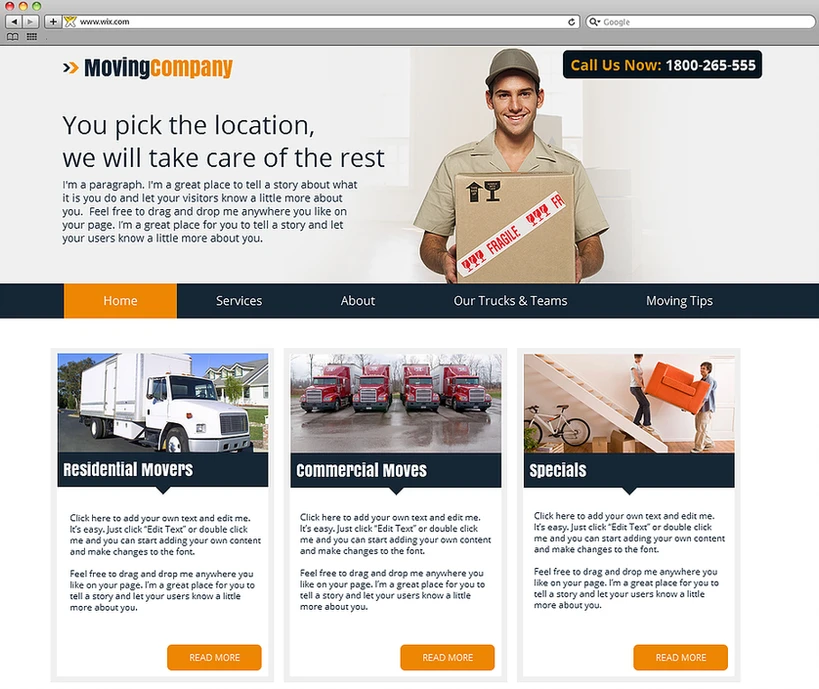 www.wix.com
Google
MovingCompany
Call Us Now: 1800-265-555
You pick the location,
we will take care of the rest
I'm a paragraph. I'm a great place to tell a story about what
it is you do and let your visitors know a little more about
you. Feel free to drag and drop me anywhere you like on
your page. I'm a great place for you to tell a story and let
your users know a little more about you.
FRAGILE FR
Home
Services
About
Our Trucks & Teams
Moving Tips
Residential Movers
Click here to add your own text and edit me.
It's easy. Just click “Edit Text” or double click
me and you can start adding your own content
and make changes to the font.
Feel free to drag and drop me anywhere you
like on your page. I'm a great place for you to
tell a story and let your users know a little
more about you.
READ MORE
Commercial Moves
Click here to add your own text and edit me.
It's easy. Just click “Edit Text” or double click
me and you can start adding your own content
and make changes to the font.
Feel free to drag and drop me anywhere you
like on your page. I'm a great place for you to
tell a story and let your users know a little
more about you.
READ MORE
Specials
Click here to add your own text and edit me.
It's easy. Just click “Edit Text” or double click
me and you can start adding your own content
and make changes to the font.
Feel free to drag and drop me anywhere you
like on your page. I'm a great place for you to
tell a story and let your users know a little
more about you.
READ MORE